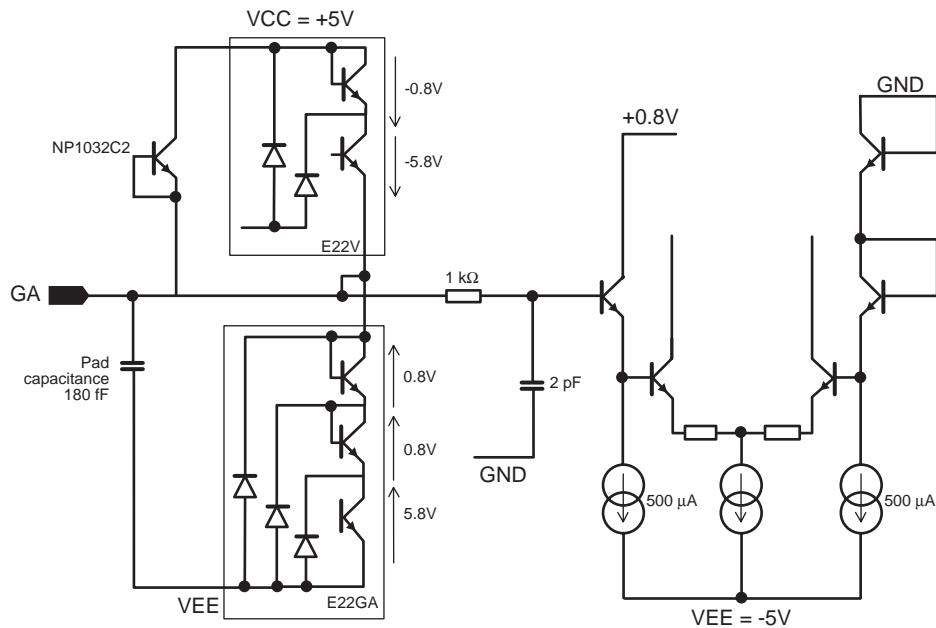 VCC = +5V
-0.8V
NP1032C2
-5.8V
E22V
+0.8V
GND
GA
1 kΩ
Pad
capacitance
180 fF
2 pF
GND
0.8V
0.8V
5.8V
500 μA
500 μA
VEE
E22GA
VEE = -5V